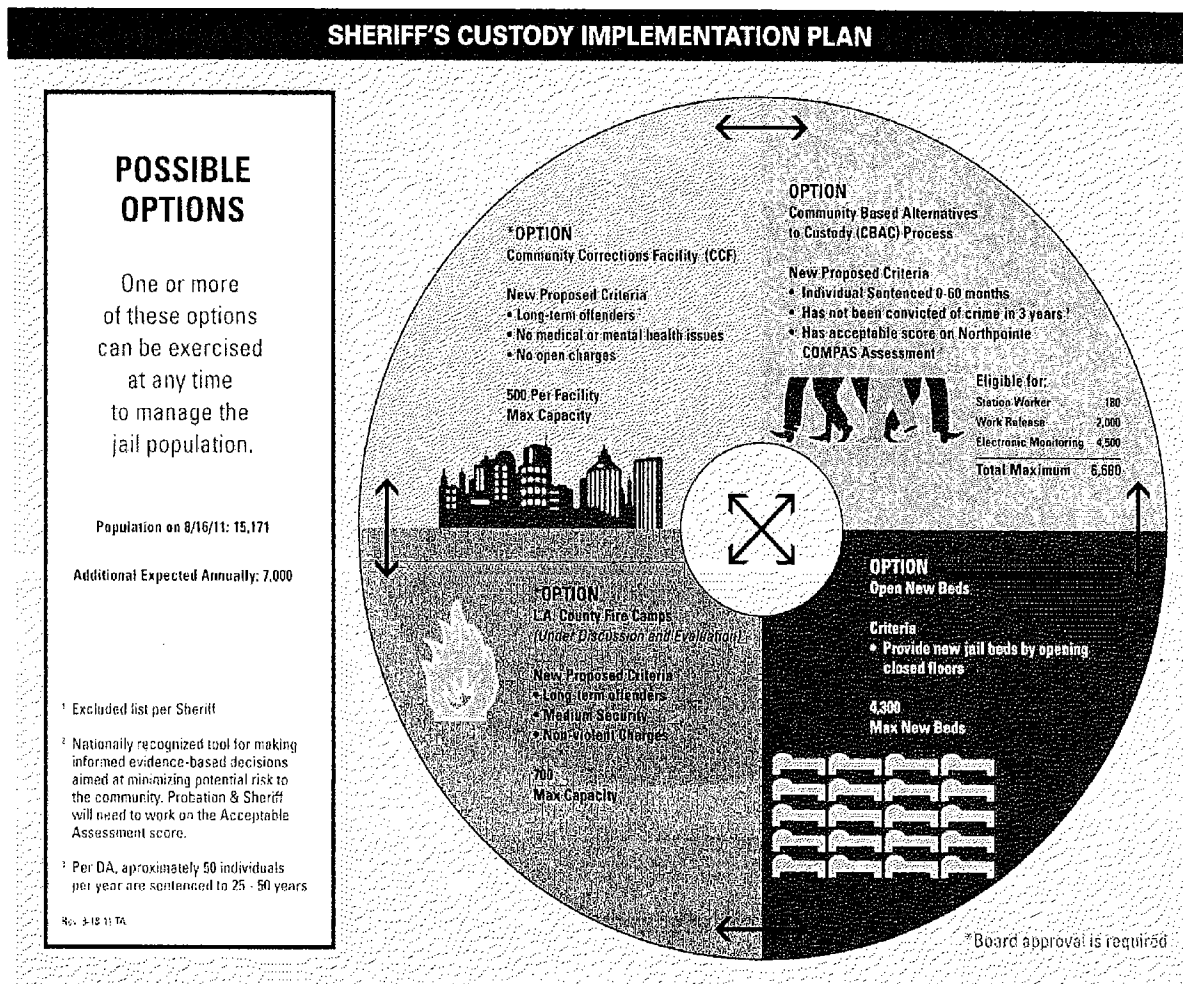 SHERIFF'S CUSTODY IMPLEMENTATION PLAN
POSSIBLE
OPTIONS
One or more
of these options
can be exercised
at any time
to manage the
jail population.
Population on 8/16/11: 15,171
Additional Expected Annually: 7,000
¹ Excluded list per Sheriff
² Nationally recognized tool for making
informed evidence-based decisions
aimed at minimizing potential risk to
the community. Probation & Sheriff
will need to work on the Acceptable
Assessment score.
³ Per DA, aproximately 50 individuals
per year are sentenced to 25 - 50 years
*OPTION
Community Corrections Facility (CCF)
New Proposed Criteria
• Long-term offenders
• No medical or mental health issues
• No open charges
500 Per Facility
Max Capacity
OPTION
Community Based Alternatives
to Custody (CBAC) Process
New Proposed Criteria
• Individual Sentenced 0-60 months
• Has not been convicted of crime in 3 years ¹
• Has acceptable score on Northpointe
COMPAS Assessment
Eligible for:
Station Worker 180
Work Release 2,000
Electronic Monitoring 4,500
Total Maximum 6,680
*OPTION
L.A. County Fire Camps
(Under Discussion and Evaluation)
New Proposed Criteria
• Long-term offenders
• Medium Security
• Non-violent Charges
700
Max Capacity
OPTION
Open New Beds
Criteria
• Provide new jail beds by opening
closed floors
4,300
Max New Beds
*Board approval is required